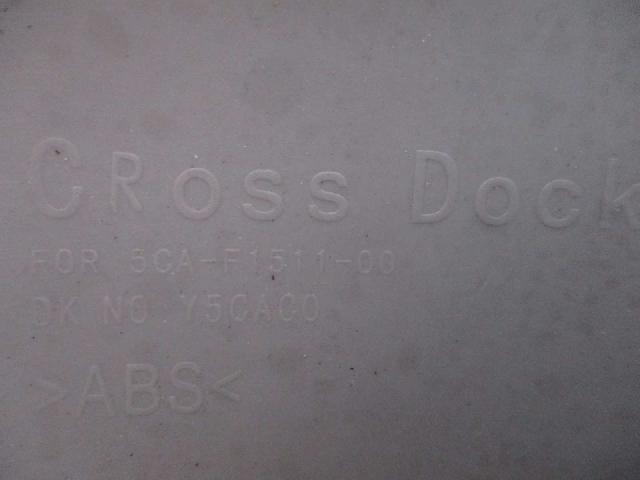 CRoss Dock
FOR 5CA-F1511-00
DK NO Y5CAC0
>ABS<